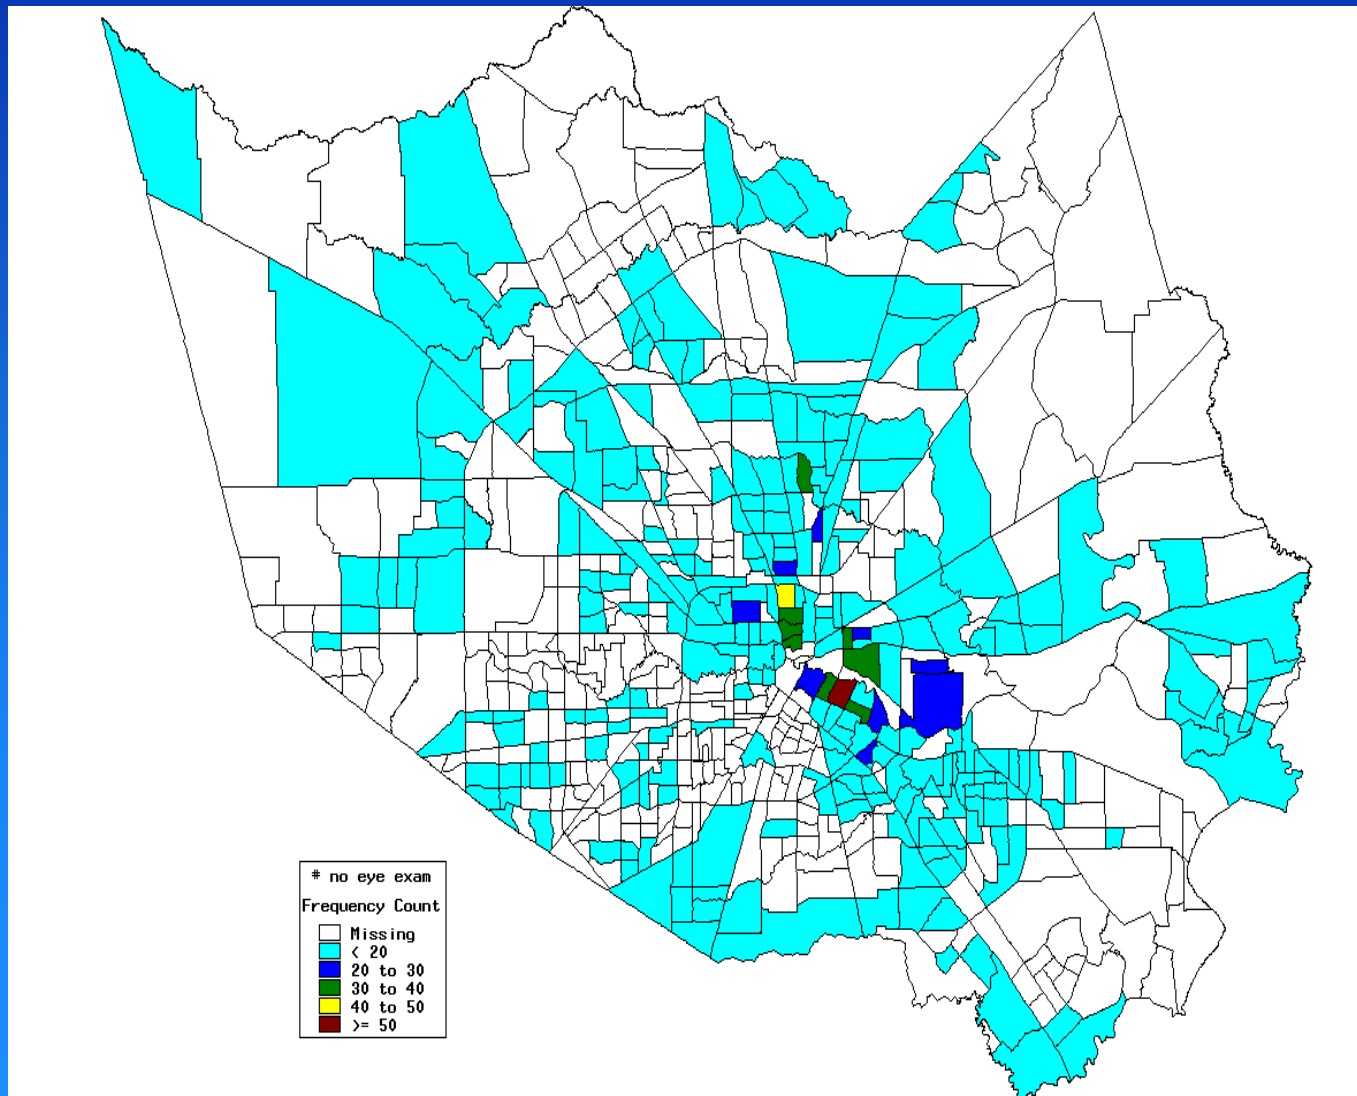 # no eye exam
Frequency Count
Missing
< 20
20 to 30
30 to 40
40 to 50
>= 50